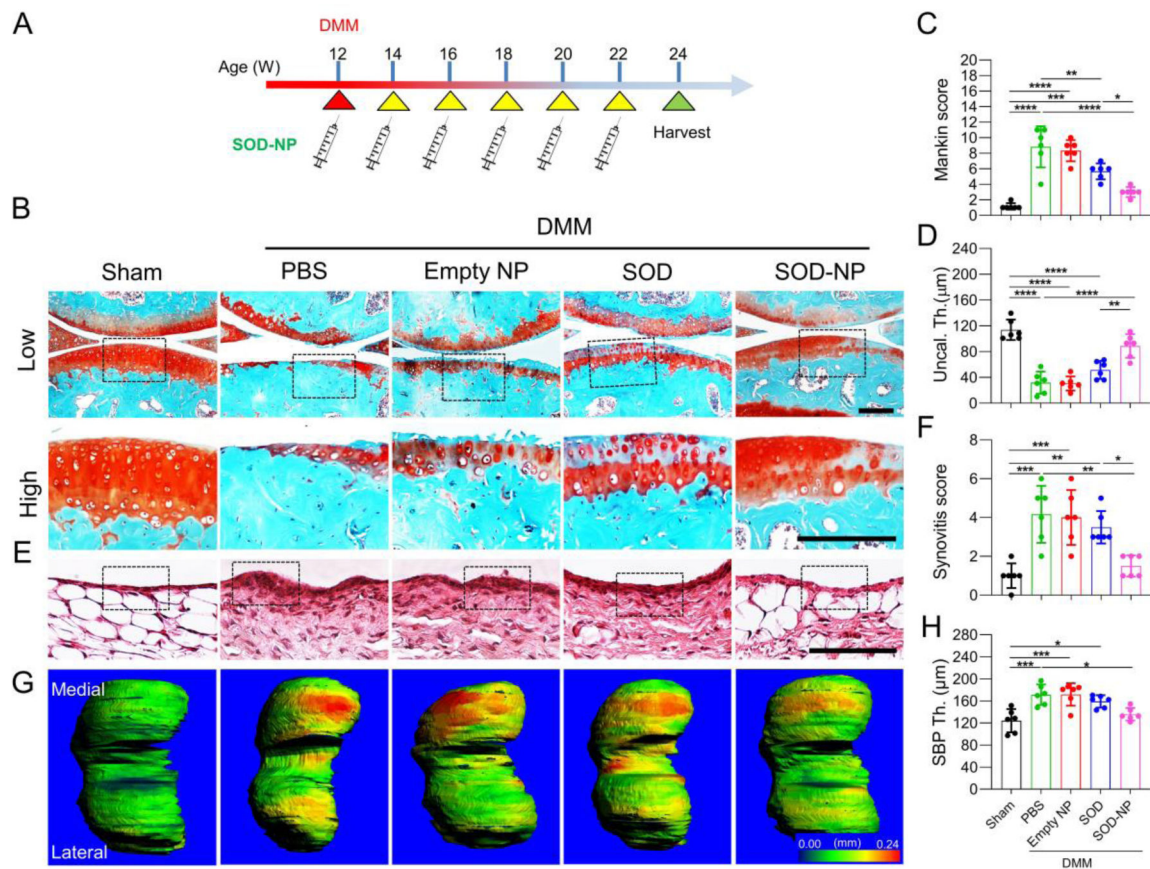 A
DMM
12 14 16 18 20 22 24
Age (W)
SOD-NP
Harvest
B
DMM
Sham PBS Empty NP SOD SOD-NP
Low
High
E
G
Medial
Lateral
0.00 (mm) 0.24
C
Mankin score
20
18
16
14
12
10
8
6
4
2
0
**
****
*** *
**** ****
D
Uncal. Th.(μm)
240
200
160
120
80
40
0
****
****
**** ****
**
F
Synovitis score
8
6
4
2
0
***
** *
*** **
H
SBP Th. (μm)
280
240
200
160
120
80
40
0
*
***
*** *
Sham PBS Empty NP SOD SOD-NP
DMM